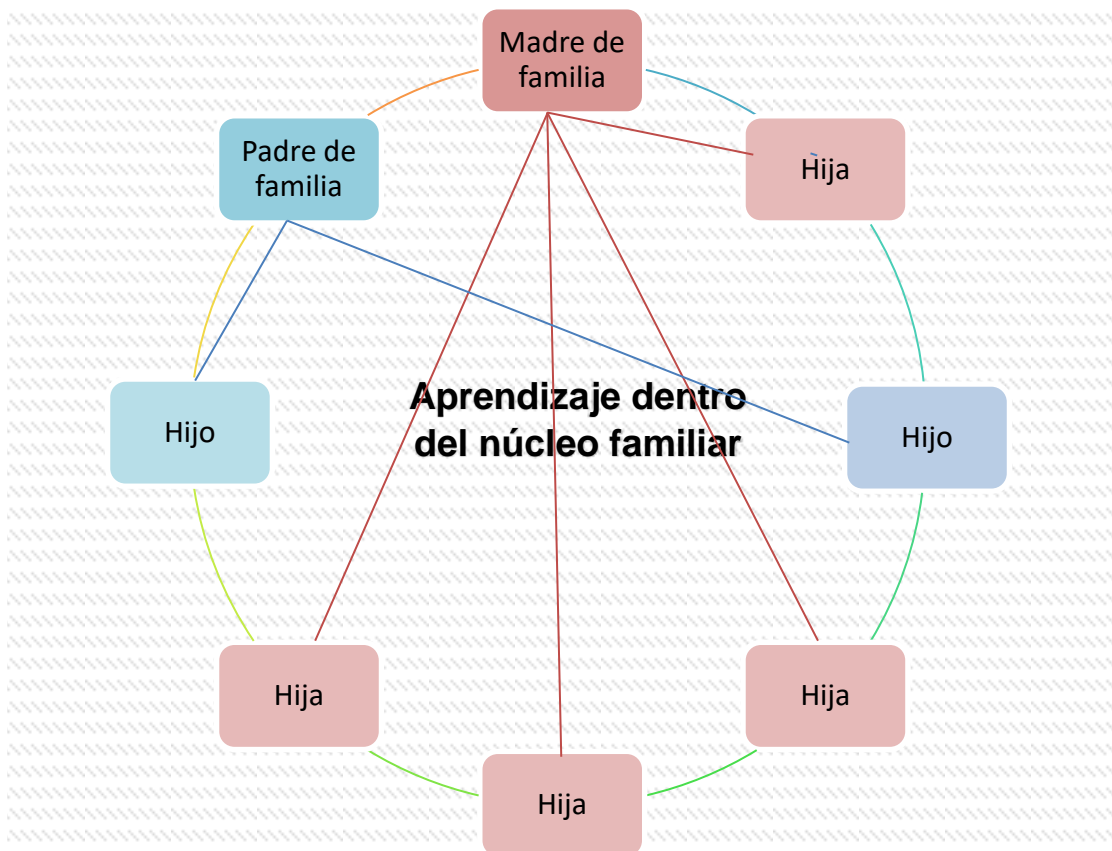 Madre de
familia
Padre de
familia
Hija
Hijo
Aprendizaje dentro
del núcleo familiar
Hijo
Hija
Hija
Hija